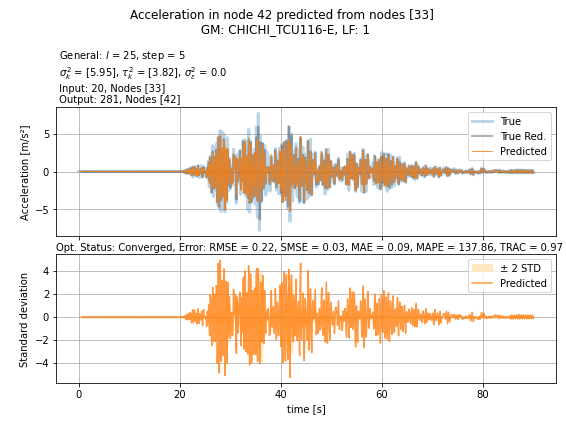 Acceleration in node 42 predicted from nodes [33]
GM: CHICHI_TCU116-E, LF: 1
General: l = 25, step = 5
σ²ₖ = [5.95], τ²ₖ = [3.82], σ²ₑ = 0.0
Input: 20, Nodes [33]
Output: 281, Nodes [42]
Acceleration [m/s²]
5
0
−5
True
True Red.
Predicted
Opt. Status: Converged, Error: RMSE = 0.22, SMSE = 0.03, MAE = 0.09, MAPE = 137.86, TRAC = 0.97
Standard deviation
4
2
0
−2
−4
± 2 STD
Predicted
0 20 40 60 80
time [s]